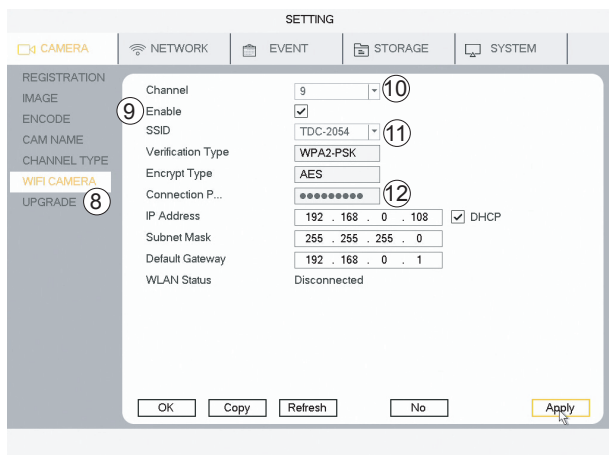 SETTING
CAMERA NETWORK EVENT STORAGE SYSTEM
REGISTRATION
IMAGE
ENCODE
CAM NAME
CHANNEL TYPE
WIFI CAMERA
UPGRADE 8
Channel 9 10
9 Enable
SSID TDC-2054 11
Verification Type WPA2-PSK
Encrypt Type AES
Connection P... ●●●●●●●●● 12
IP Address 192 . 168 . 0 . 108 DHCP
Subnet Mask 255 . 255 . 255 . 0
Default Gateway 192 . 168 . 0 . 1
WLAN Status Disconnected
OK Copy Refresh No Apply